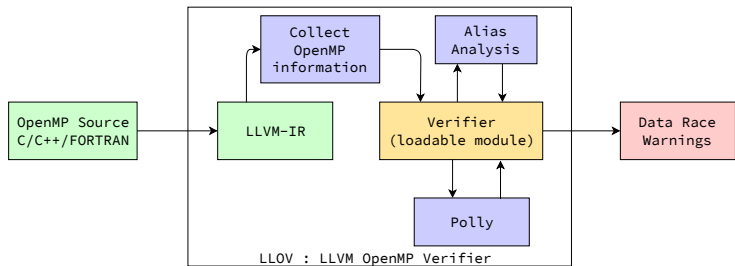 OpenMP Source
C/C++/FORTRAN
LLVM-IR
Collect
OpenMP
information
Alias
Analysis
Verifier
(loadable module)
Polly
Data Race
Warnings
LLOV : LLVM OpenMP Verifier